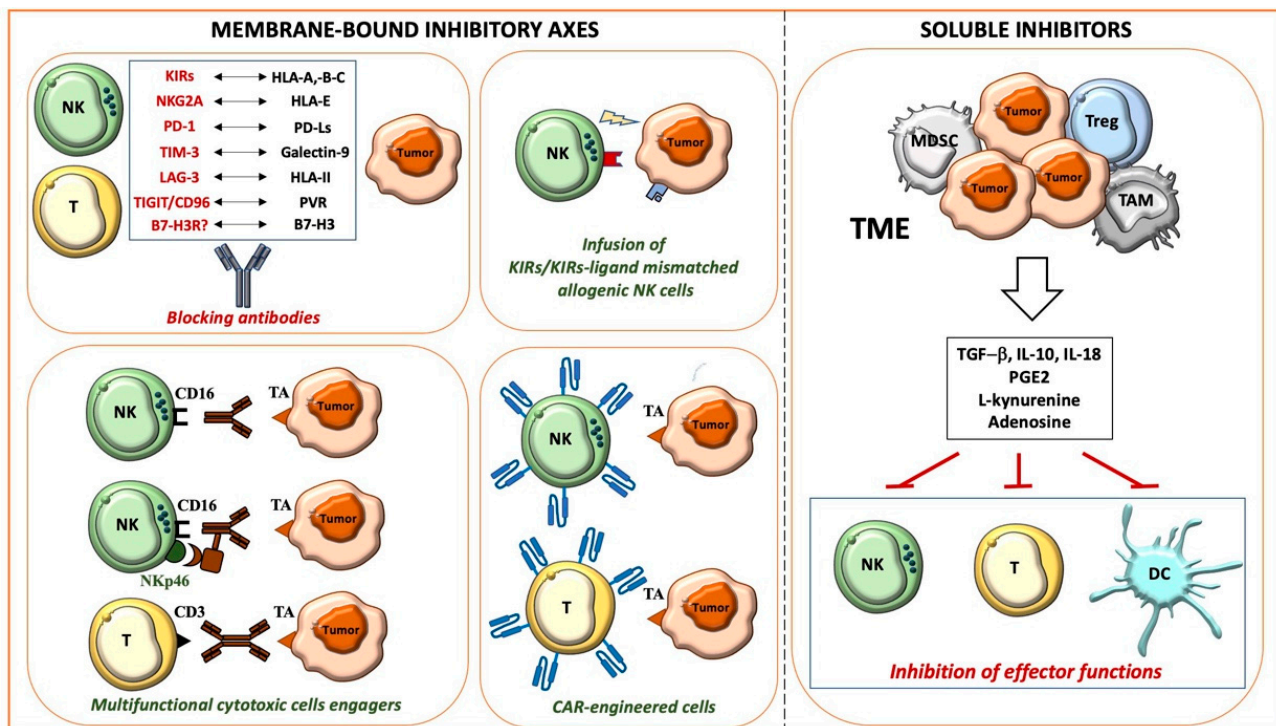 MEMBRANE-BOUND INHIBITORY AXES
NK
T
KIRs HLA-A,-B-C
NKG2A HLA-E
PD-1 PD-Ls
TIM-3 Galectin-9
LAG-3 HLA-II
TIGIT/CD96 PVR
B7-H3R? B7-H3
Tumor
Blocking antibodies
NK
Tumor
Infusion of
KIRs/KIRs-ligand mismatched
allogenic NK cells
NK
CD16
TA
Tumor
NK
CD16
NKp46
TA
Tumor
T
CD3
TA
Tumor
Multifunctional cytotoxic cells engagers
NK
TA
Tumor
T
TA
Tumor
CAR-engineered cells
SOLUBLE INHIBITORS
MDSC
Tumor
Treg
Tumor
Tumor
TAM
TME
TGF–β, IL-10, IL-18
PGE2
L-kynurenine
Adenosine
NK
T
DC
Inhibition of effector functions